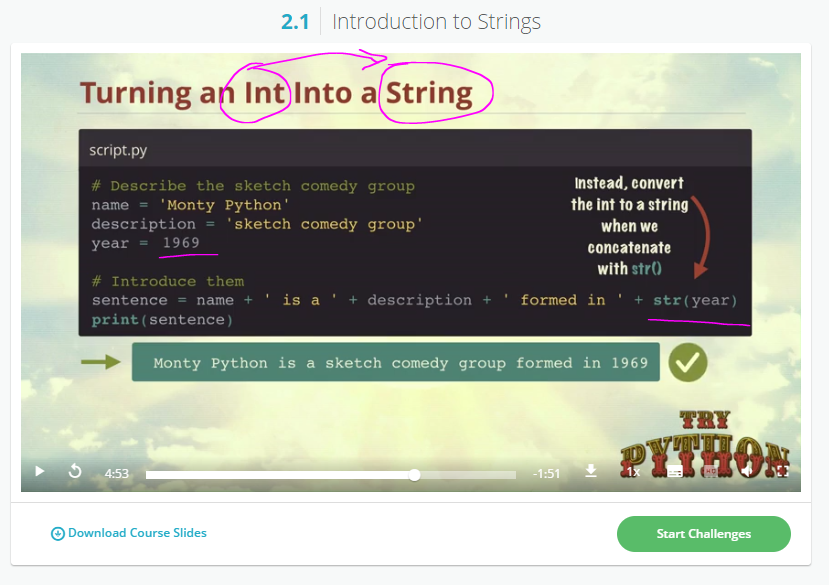 2.1 Introduction to Strings
Turning an Int Into a String
script.py
# Describe the sketch comedy group
name = 'Monty Python'
description = 'sketch comedy group'
year = 1969
Instead, convert
the int to a string
when we
concatenate
with str()
# Introduce them
sentence = name + ' is a ' + description + ' formed in ' + str(year)
print(sentence)
Monty Python is a sketch comedy group formed in 1969
TRY
PYTHON
4:53
-1:51
1x
HD
Download Course Slides
Start Challenges